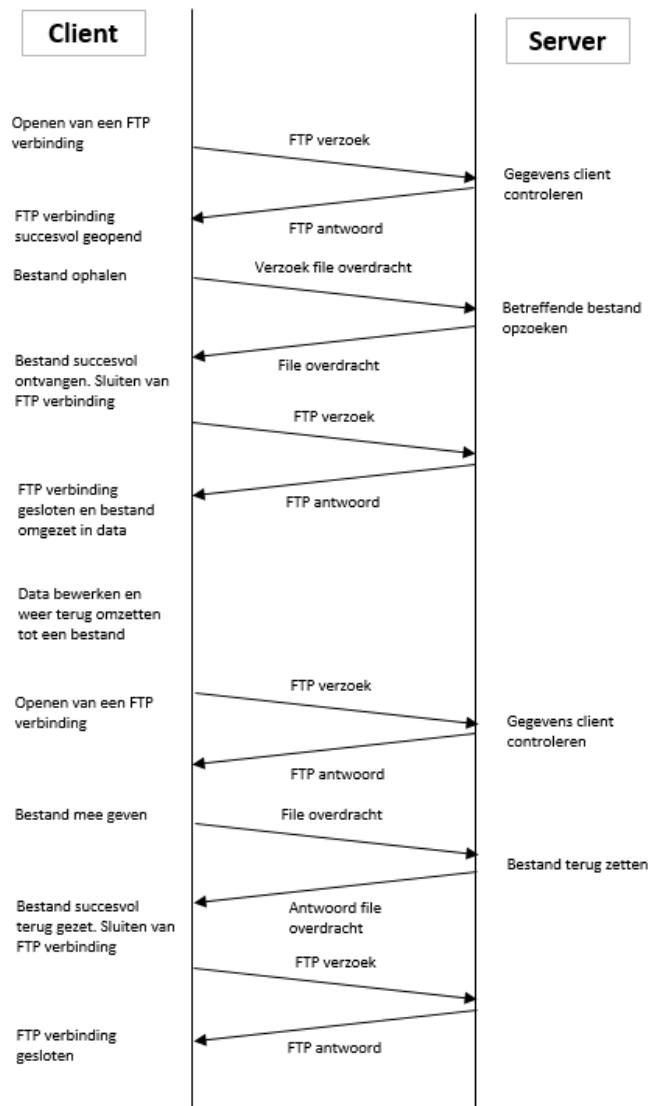 Client
Server
Openen van een FTP
verbinding
FTP verzoek
Gegevens client
controleren
FTP verbinding
succesvol geopend
FTP antwoord
Bestand ophalen
Verzoek file overdracht
Betreffende bestand
opzoeken
Bestand succesvol
ontvangen. Sluiten van
FTP verbinding
File overdracht
FTP verzoek
FTP verbinding
gesloten en bestand
omgezet in data
FTP antwoord
Data bewerken en
weer terug omzetten
tot een bestand
FTP verzoek
Openen van een FTP
verbinding
Gegevens client
controleren
FTP antwoord
Bestand mee geven
File overdracht
Bestand terug zetten
Bestand succesvol
terug gezet. Sluiten van
FTP verbinding
Antwoord file
overdracht
FTP verzoek
FTP verbinding
gesloten
FTP antwoord